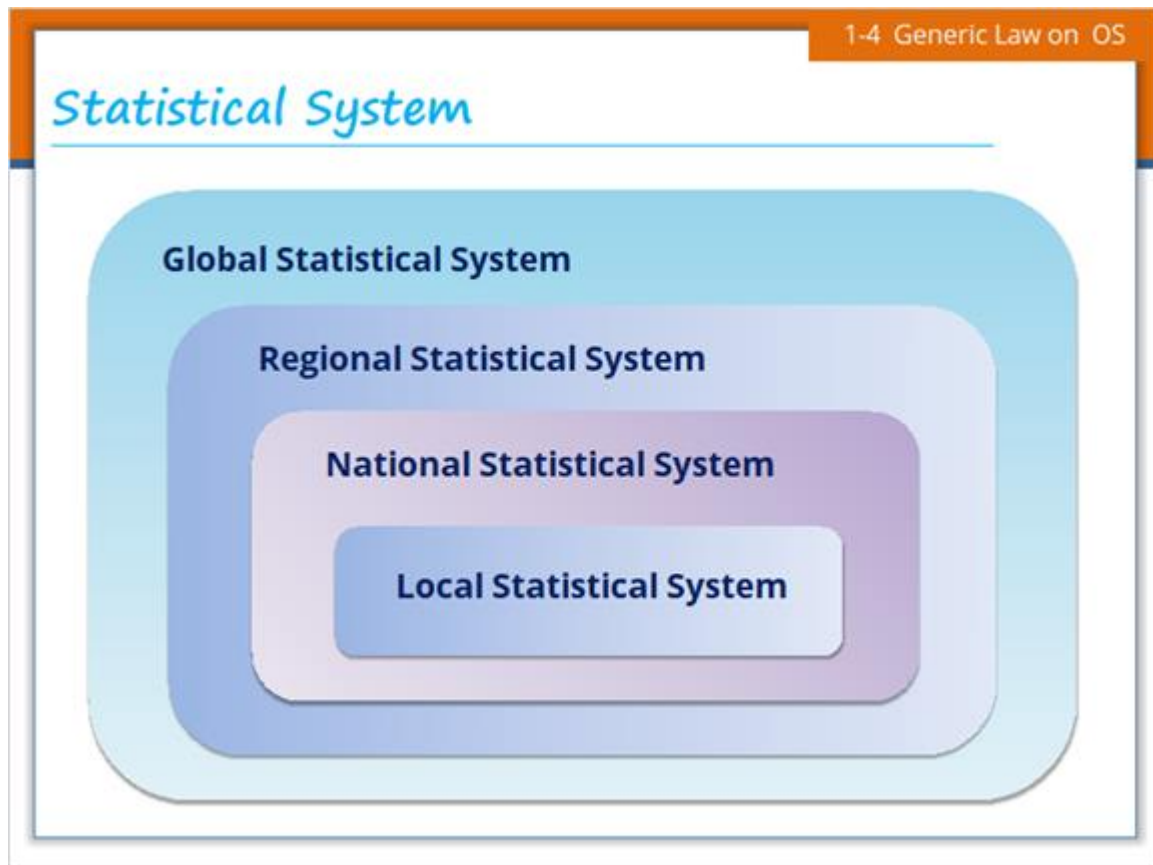 1-4 Generic Law on OS
Statistical System
Global Statistical System
Regional Statistical System
National Statistical System
Local Statistical System